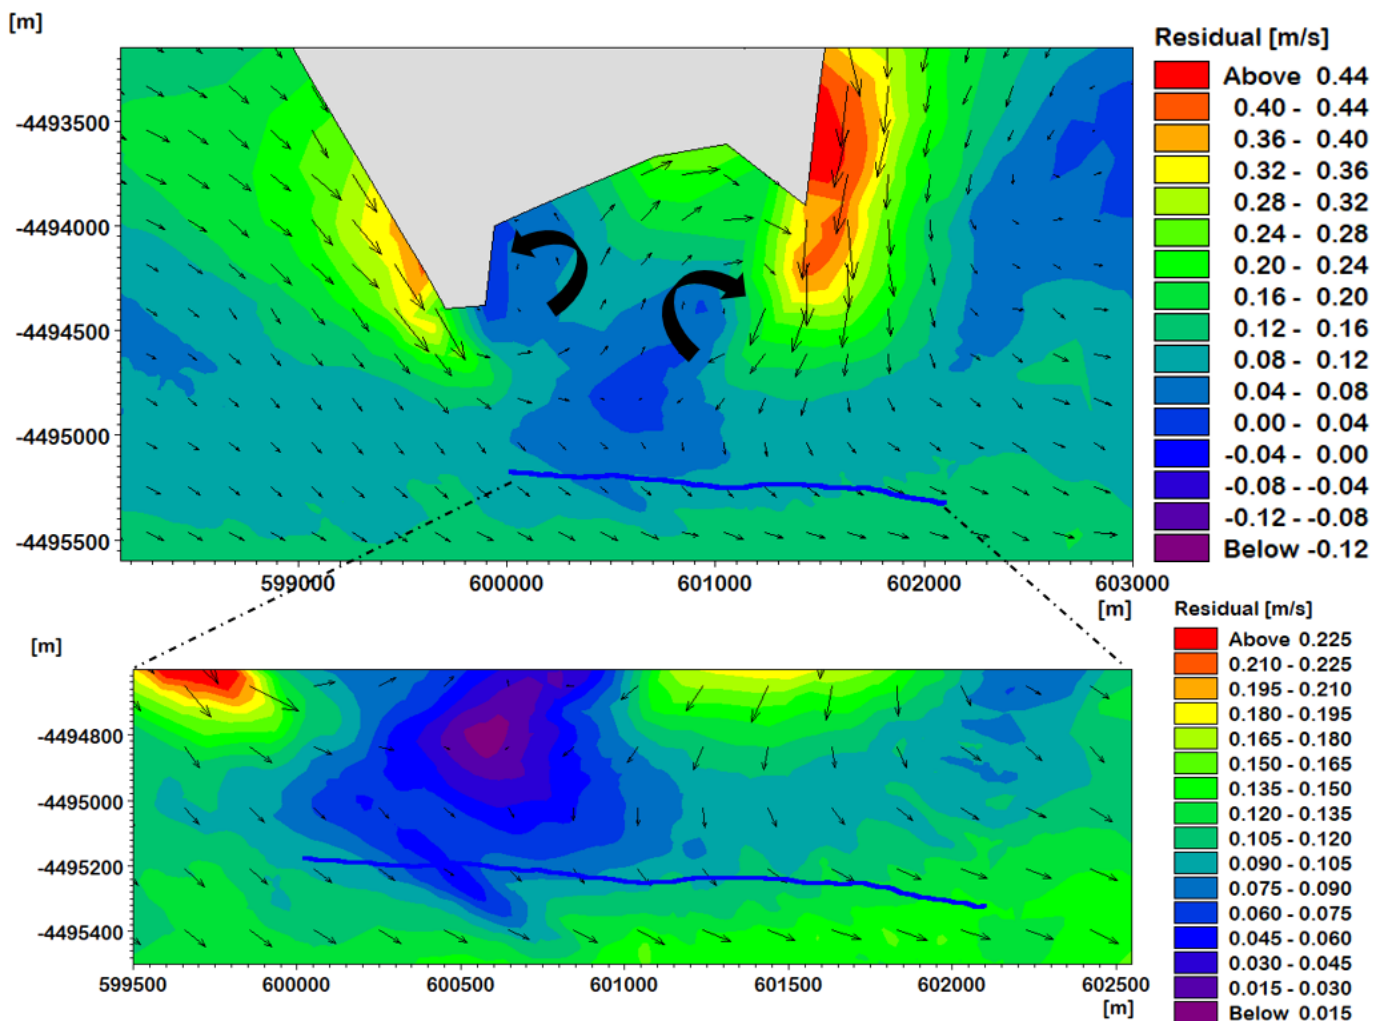 [m]
Residual [m/s]
Above 0.44
0.40 - 0.44
0.36 - 0.40
0.32 - 0.36
0.28 - 0.32
0.24 - 0.28
0.20 - 0.24
0.16 - 0.20
0.12 - 0.16
0.08 - 0.12
0.04 - 0.08
0.00 - 0.04
-0.04 - 0.00
-0.08 - -0.04
-0.12 - -0.08
Below -0.12
-4493500
-4494000
-4494500
-4495000
-4495500
599000 600000 601000 602000 603000
[m]
[m]
Residual [m/s]
Above 0.225
0.210 - 0.225
0.195 - 0.210
0.180 - 0.195
0.165 - 0.180
0.150 - 0.165
0.135 - 0.150
0.120 - 0.135
0.105 - 0.120
0.090 - 0.105
0.075 - 0.090
0.060 - 0.075
0.045 - 0.060
0.030 - 0.045
0.015 - 0.030
Below 0.015
-4494800
-4495000
-4495200
-4495400
599500 600000 600500 601000 601500 602000 602500
[m]